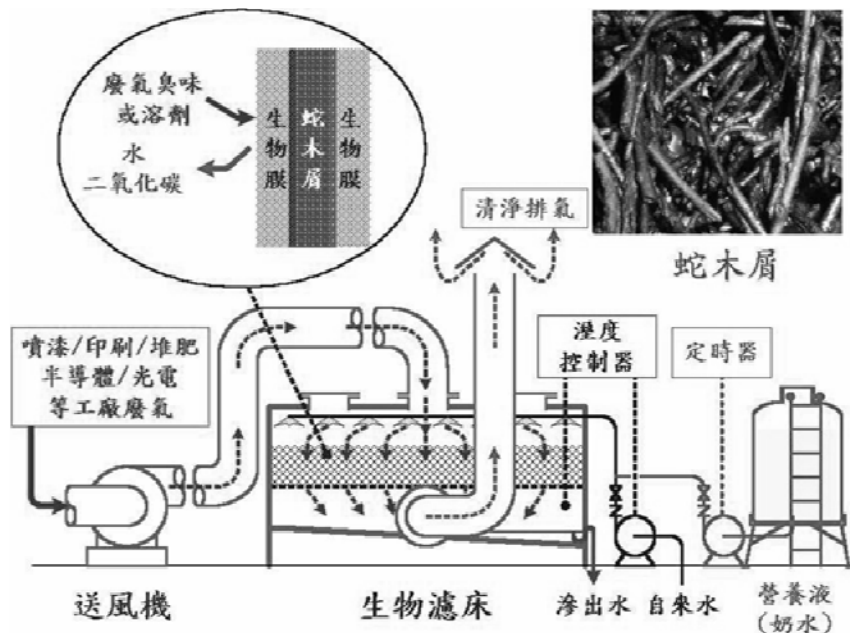 廢氣臭味
或溶劑
水
二氧化碳
生物膜
蛇木屑
生物膜
清淨排氣
蛇木屑
噴漆/印刷/堆肥
半導體/光電
等工廠廢氣
溼度
控制器
定時器
送風機
生物濾床
滲出水
自來水
營養液
(奶水)